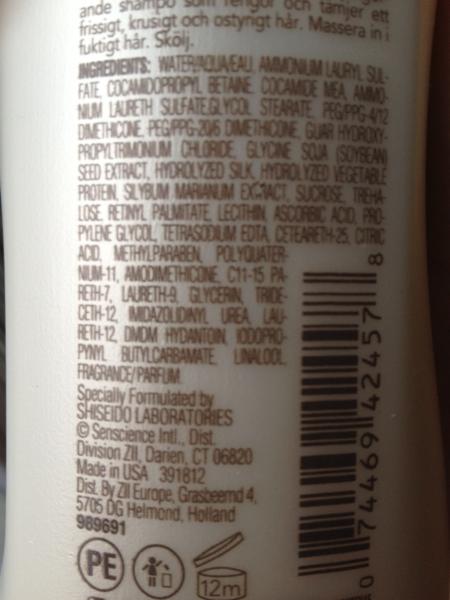 ande shampo som rengör och tämjer ett
frissigt, krusigt och ostyrigt hår. Massera in i
fuktigt hår. Skölj.
INGREDIENTS: WATER/AQUA/EAU, AMMONIUM LAURYL SUL-
FATE, COCAMIDOPROPYL BETAINE, COCAMIDE MEA, AMMO-
NIUM LAURETH SULFATE,GLYCOL STEARATE, PEG/PPG-4/12
DIMETHICONE, PEG/PPG-20/6 DIMETHICONE, GUAR HYDROXY-
PROPYLTRIMONIUM CHLORIDE, GLYCINE SOJA (SOYBEAN)
SEED EXTRACT, HYDROLYZED SILK, HYDROLYZED VEGETABLE
PROTEIN, SILYBUM MARIANUM EXTRACT, SUCROSE, TREHA-
LOSE, RETINYL PALMITATE, LECITHIN, ASCORBIC ACID, PRO-
PYLENE GLYCOL, TETRASODIUM EDTA, CETEARETH-25, CITRIC
ACID, METHYLPARABEN, POLYQUATER-
NIUM-11, AMODIMETHICONE, C11-15 PA-
RETH-7, LAURETH-9, GLYCERIN, TRIDE-
CETH-12, IMIDAZOLIDINYL UREA, LAU-
RETH-12, DMDM HYDANTOIN, IODOPRO-
PYNYL BUTYLCARBAMATE, LINALOOL,
FRAGRANCE/PARFUM.
Specially Formulated by
SHISEIDO LABORATORIES
© Senscience Intl., Dist.
Division ZII, Darien, CT 06820
Made in USA 391812
Dist. By ZII Europe, Grasbeemd 4,
5705 DG Helmond, Holland
989691
PE
12m
0 74469 42457 8